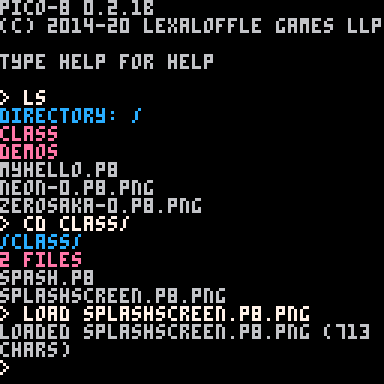 PICO-8 0.2.1B
(C) 2014-20 LEXALOFFLE GAMES LLP
TYPE HELP FOR HELP
> LS
DIRECTORY: /
CLASS
DEMOS
MYHELLO.P8
NEON-0.P8.PNG
ZEROSAKA-0.P8.PNG
> CD CLASS/
/CLASS/
2 FILES
SPASH.P8
SPLASHSCREEN.P8.PNG
> LOAD SPLASHSCREEN.P8.PNG
LOADED SPLASHSCREEN.P8.PNG (713
CHARS)
>